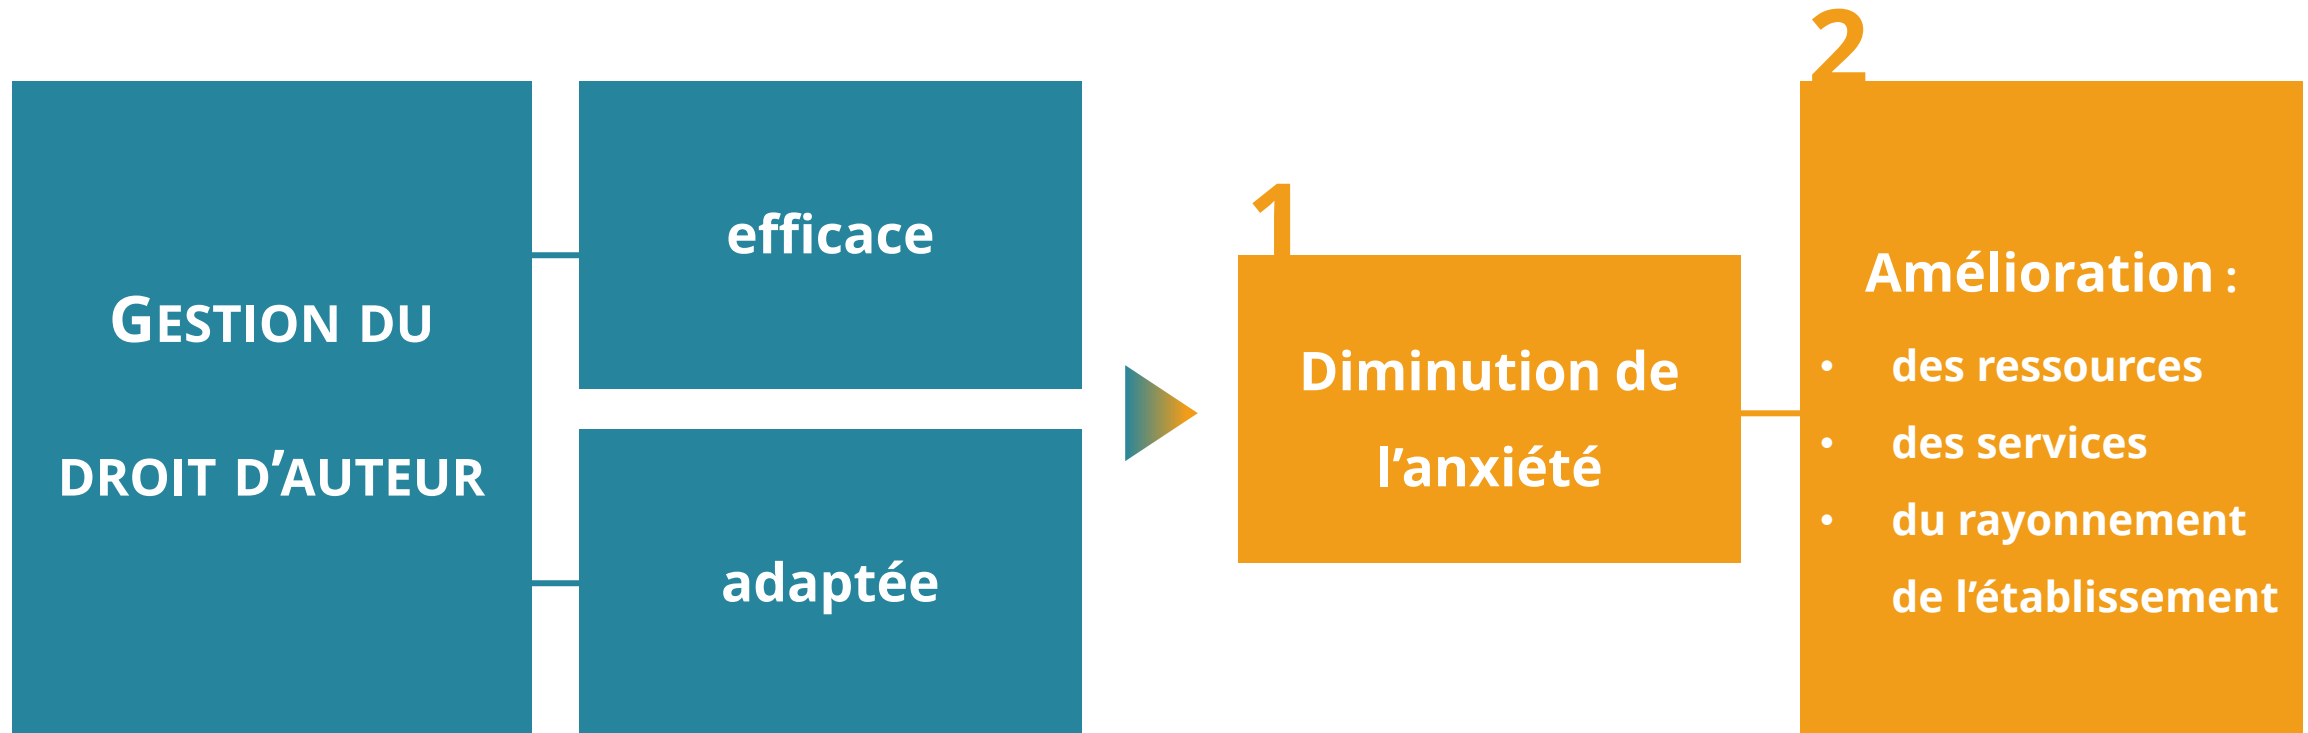 GESTION DU
DROIT D’AUTEUR
efficace
adaptée
1
Diminution de
l’anxiété
2
Amélioration :
• des ressources
• des services
• du rayonnement
de l’établissement